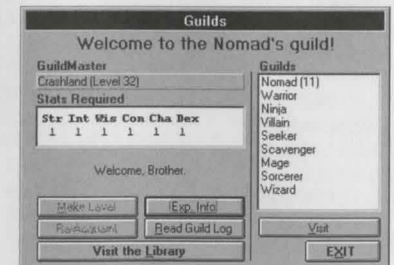 Guilds
Welcome to the Nomad's guild!
GuildMaster
Crashland (Level 32)
Stats Required
Str Int Wis Con Cha Dex
1 1 1 1 1 1
Welcome, Brother.
Make Level
Exp. Info
ReAcquaint
Read Guild Log
Visit the Library
Guilds
Nomad (11)
Warrior
Ninja
Villain
Seeker
Scavenger
Mage
Sorcerer
Wizard
Visit
EXIT